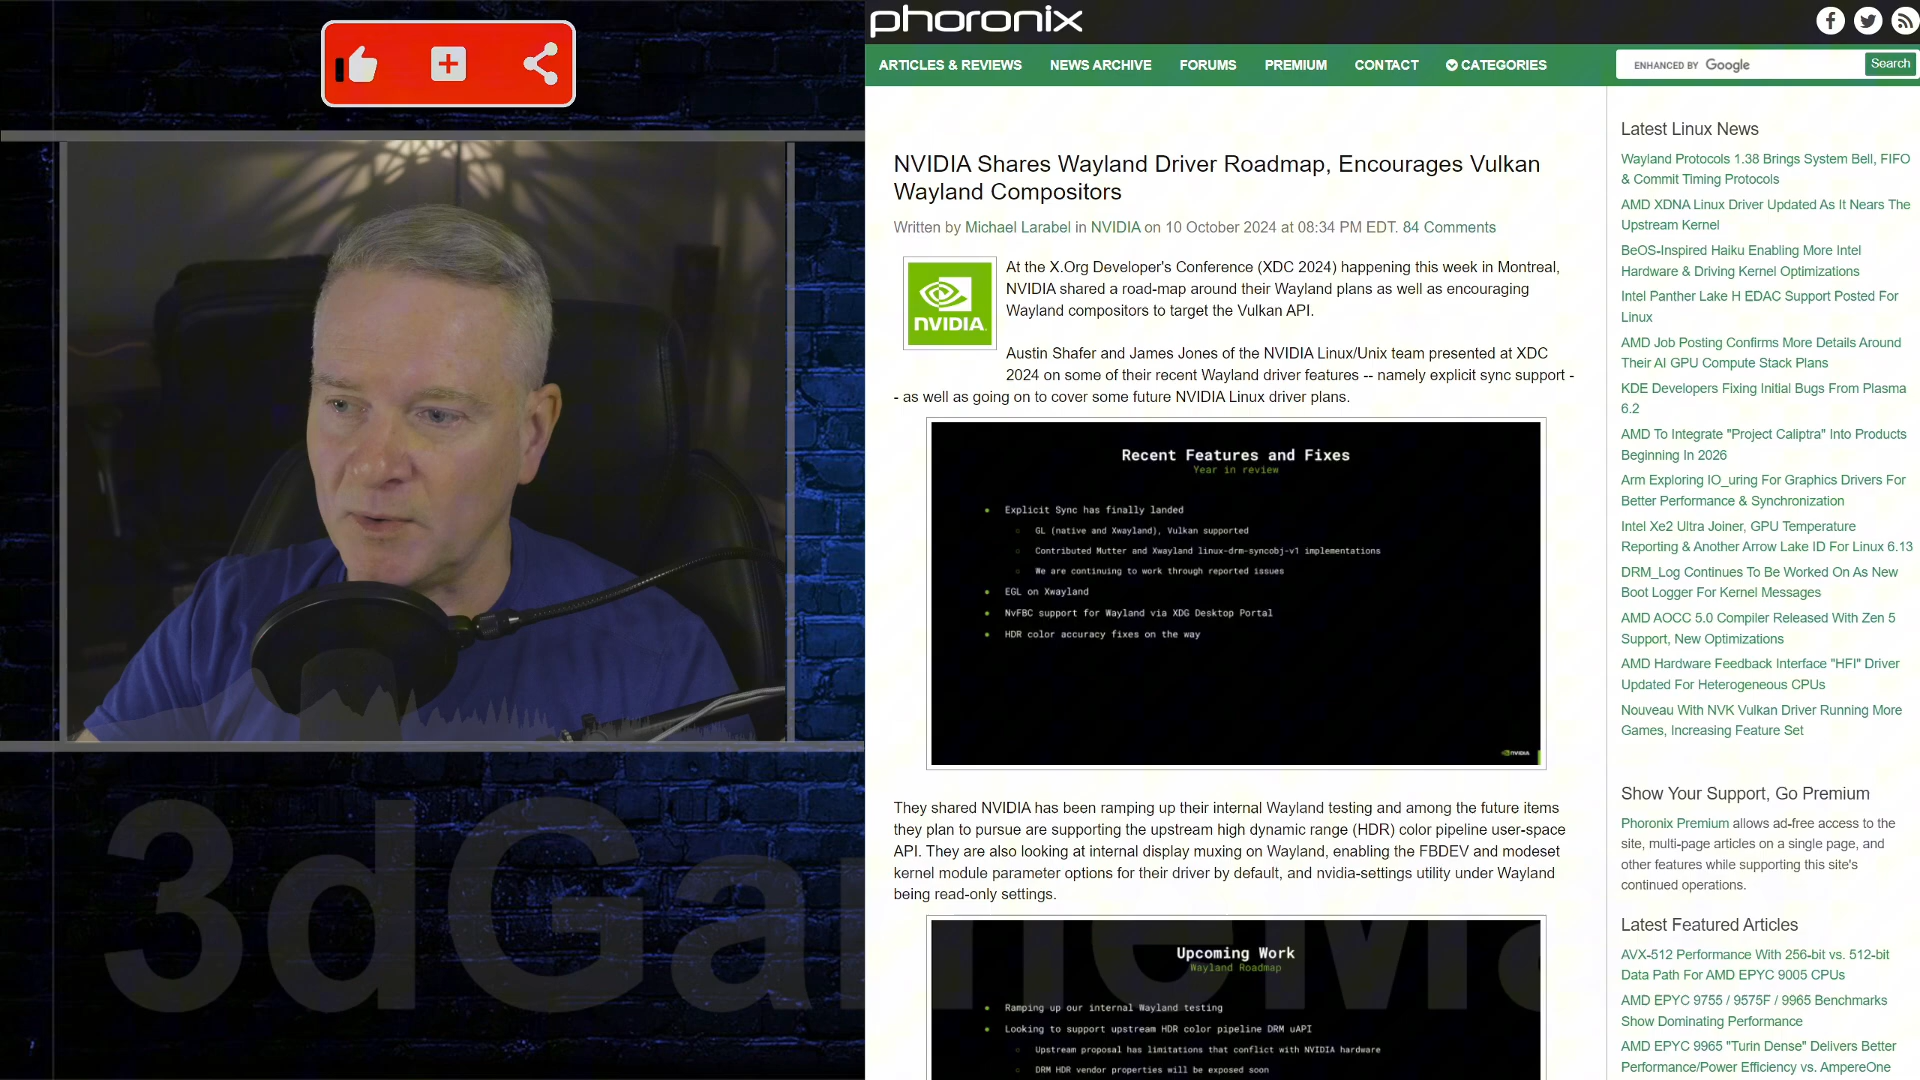 phoronix
ARTICLES & REVIEWS NEWS ARCHIVE FORUMS PREMIUM CONTACT CATEGORIES
ENHANCED BY Google Search
NVIDIA Shares Wayland Driver Roadmap, Encourages Vulkan
Wayland Compositors
Written by Michael Larabel in NVIDIA on 10 October 2024 at 08:34 PM EDT. 84 Comments
NVIDIA.
At the X.Org Developer's Conference (XDC 2024) happening this week in Montreal,
NVIDIA shared a road-map around their Wayland plans as well as encouraging
Wayland compositors to target the Vulkan API.
Austin Shafer and James Jones of the NVIDIA Linux/Unix team presented at XDC
2024 on some of their recent Wayland driver features -- namely explicit sync support -
- as well as going on to cover some future NVIDIA Linux driver plans.
Recent Features and Fixes
Year in review
Explicit Sync has finally landed
GL (native and Xwayland), Vulkan supported
Contributed Mutter and Xwayland linux-drm-syncobj-v1 implementations
We are continuing to work through reported issues
EGL on Xwayland
NvFBC support for Wayland via XDG Desktop Portal
HDR color accuracy fixes on the way
NVIDIA
They shared NVIDIA has been ramping up their internal Wayland testing and among the future items
they plan to pursue are supporting the upstream high dynamic range (HDR) color pipeline user-space
API. They are also looking at internal display muxing on Wayland, enabling the FBDEV and modeset
kernel module parameter options for their driver by default, and nvidia-settings utility under Wayland
being read-only settings.
Upcoming Work
Wayland Roadmap
Ramping up our internal Wayland testing
Looking to support upstream HDR color pipeline DRM uAPI
Upstream proposal has limitations that conflict with NVIDIA hardware
DRM HDR vendor properties will be exposed soon
Latest Linux News
Wayland Protocols 1.38 Brings System Bell, FIFO
& Commit Timing Protocols
AMD XDNA Linux Driver Updated As It Nears The
Upstream Kernel
BeOS-Inspired Haiku Enabling More Intel
Hardware & Driving Kernel Optimizations
Intel Panther Lake H EDAC Support Posted For
Linux
AMD Job Posting Confirms More Details Around
Their AI GPU Compute Stack Plans
KDE Developers Fixing Initial Bugs From Plasma
6.2
AMD To Integrate "Project Caliptra" Into Products
Beginning In 2026
Arm Exploring IO_uring For Graphics Drivers For
Better Performance & Synchronization
Intel Xe2 Ultra Joiner, GPU Temperature
Reporting & Another Arrow Lake ID For Linux 6.13
DRM_Log Continues To Be Worked On As New
Boot Logger For Kernel Messages
AMD AOCC 5.0 Compiler Released With Zen 5
Support, New Optimizations
AMD Hardware Feedback Interface "HFI" Driver
Updated For Heterogeneous CPUs
Nouveau With NVK Vulkan Driver Running More
Games, Increasing Feature Set
Show Your Support, Go Premium
Phoronix Premium allows ad-free access to the
site, multi-page articles on a single page, and
other features while supporting this site's
continued operations.
Latest Featured Articles
AVX-512 Performance With 256-bit vs. 512-bit
Data Path For AMD EPYC 9005 CPUs
AMD EPYC 9755 / 9575F / 9965 Benchmarks
Show Dominating Performance
AMD EPYC 9965 "Turin Dense" Delivers Better
Performance/Power Efficiency vs. AmpereOne
3dGameMa